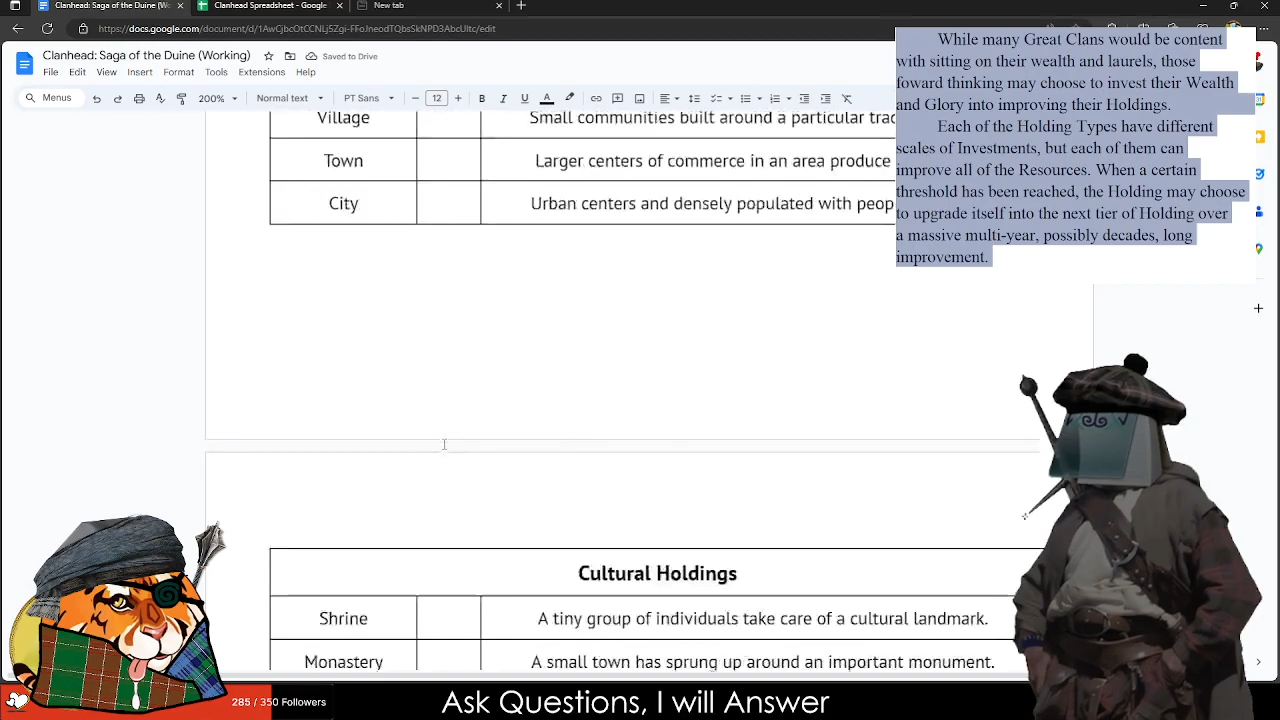 Clanhead: Saga of the Duine (Wo
Clanhead Spreadsheet - Google
New tab
https://docs.google.com/document/d/1AwCjbcOtCCNLj5Zgi-FFoJneodTQbsSkNPD3AbcUltc/edit
Clanhead: Saga of the Duine (Working)
Saved to Drive
File Edit View Insert Format Tools Extensions Help
Menus
200%
Normal text
PT Sans
12
While many Great Clans would be content
with sitting on their wealth and laurels, those
foward thinking may choose to invest their Wealth
and Glory into improving their Holdings.
Each of the Holding Types have different
scales of Investments, but each of them can
improve all of the Resources. When a certain
threshold has been reached, the Holding may choose
to upgrade itself into the next tier of Holding over
a massive multi-year, possibly decades, long
improvement.
Village
Small communities built around a particular trac
Town
Larger centers of commerce in an area produce
City
Urban centers and densely populated with peop
Cultural Holdings
Shrine
A tiny group of individuals take care of a cultural landmark.
Monastery
A small town has sprung up around an important monument.
285 / 350 Followers
Ask Questions, I will Answer